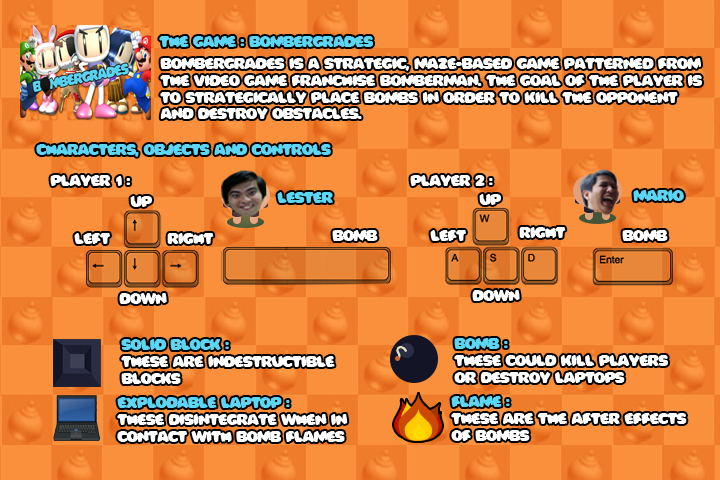 BOMBERGRADES
THE GAME : BOMBERGRADES
BOMBERGRADES IS A STRATEGIC, MAZE-BASED GAME PATTERNED FROM
THE VIDEO GAME FRANCHISE BOMBERMAN. THE GOAL OF THE PLAYER IS
TO STRATEGICALLY PLACE BOMBS IN ORDER TO KILL THE OPPONENT
AND DESTROY OBSTACLES.
CHARACTERS, OBJECTS AND CONTROLS
PLAYER 1 :
LESTER
UP
↑
LEFT
RIGHT
BOMB
← ↓ →
DOWN
PLAYER 2 :
MARIO
UP
W
LEFT
RIGHT
BOMB
A S D
Enter
DOWN
SOLID BLOCK :
THESE ARE INDESTRUCTIBLE
BLOCKS
BOMB :
THESE COULD KILL PLAYERS
OR DESTROY LAPTOPS
EXPLODABLE LAPTOP :
THESE DISINTEGRATE WHEN IN
CONTACT WITH BOMB FLAMES
FLAME :
THESE ARE THE AFTER EFFECTS
OF BOMBS